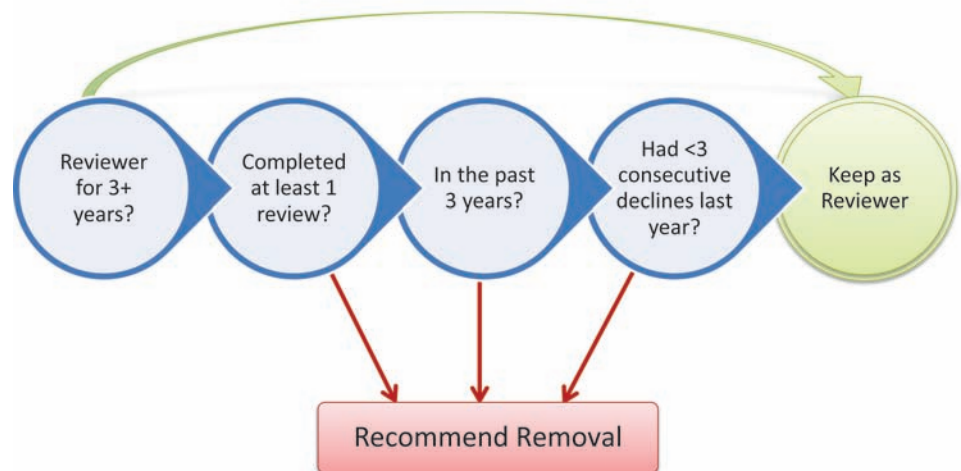 Reviewer
for 3+
years?
Completed
at least 1
review?
In the past
3 years?
Had <3
consecutive
declines last
year?
Keep as
Reviewer
Recommend Removal